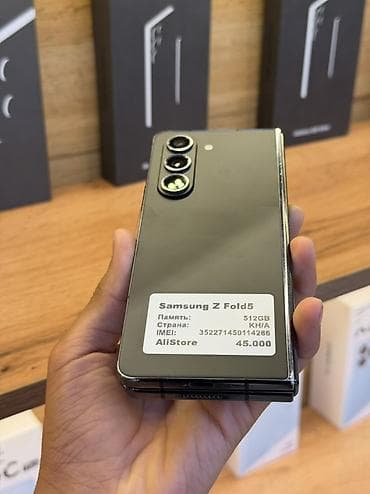 Samsung Z Fold5
Память: 512GB
Страна: KH/A
IMEI: 352271450114266
AliStore 45.000